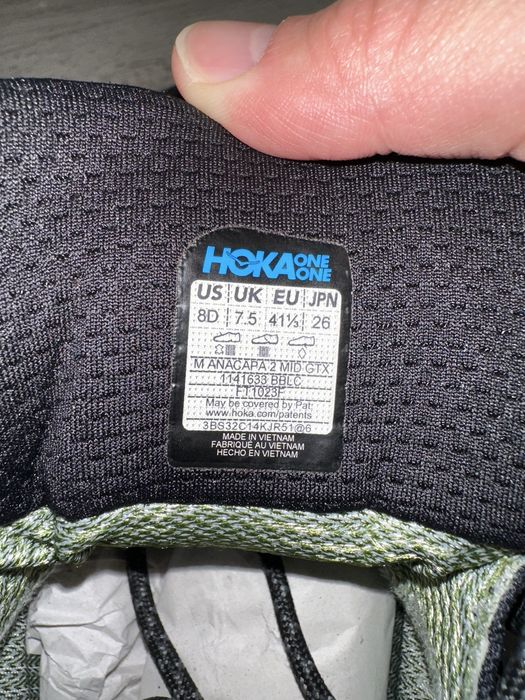 HOKA ONE ONE
US UK EU JPN
8D 7.5 41⅓ 26
M ANACAPA 2 MID GTX
1141633 BBLC
F11023F
May be covered by Pat:
www.hoka.com/patents
3BS32C14KJR51@6
MADE IN VIETNAM
FABRIQUÉ AU VIETNAM
HECHO EN VIETNAM